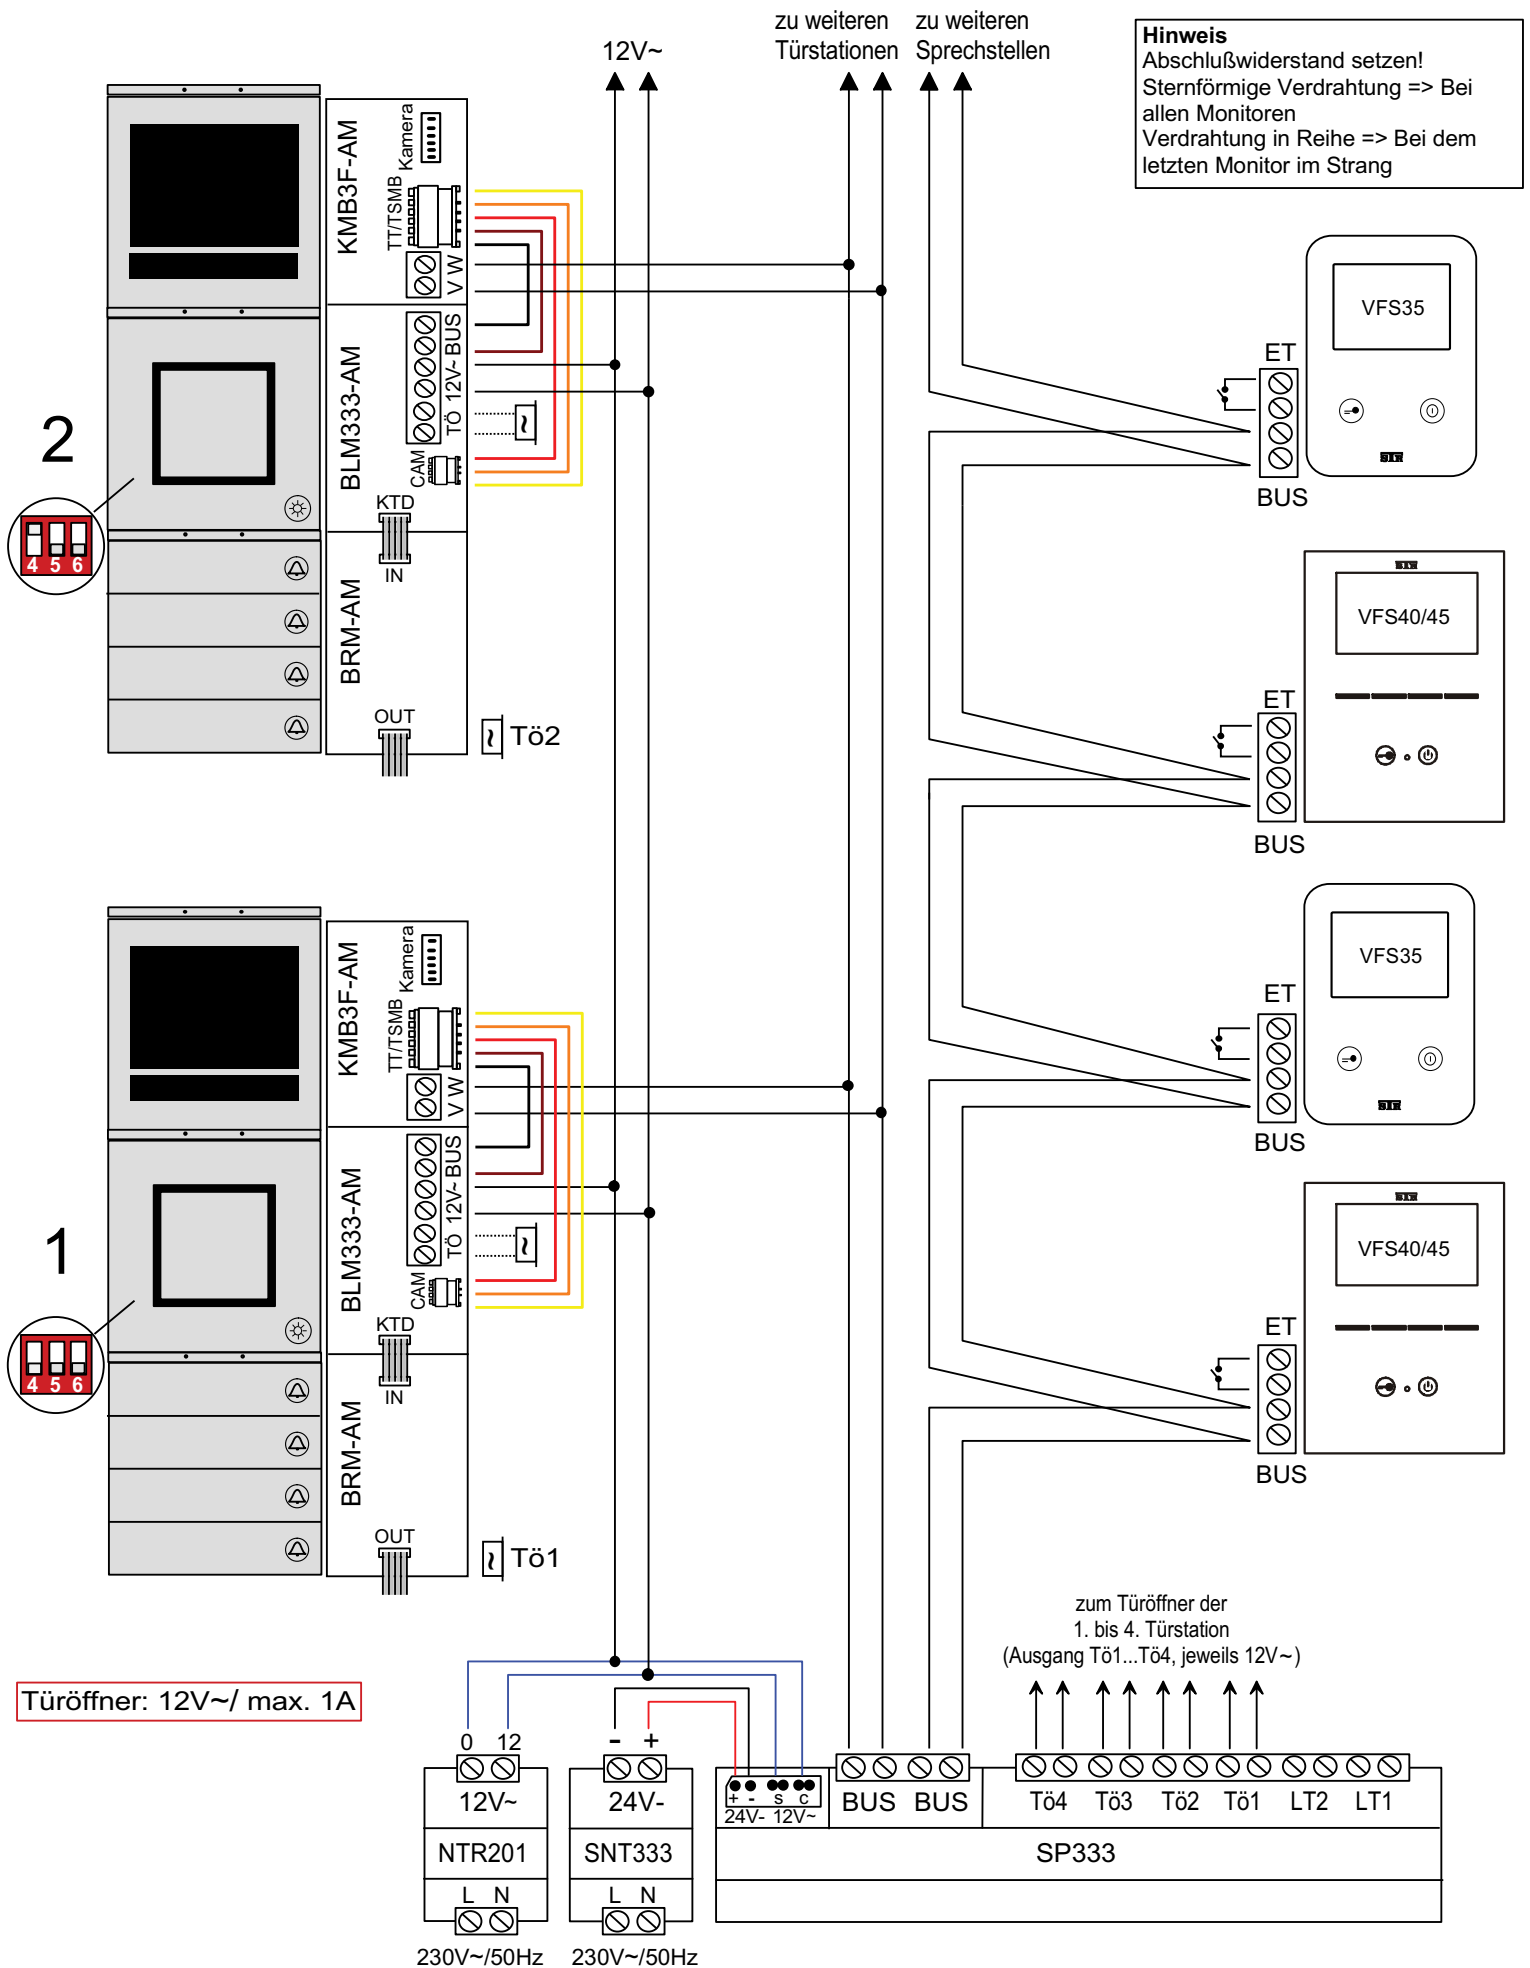 zu weiteren
Türstationen
zu weiteren
Sprechstellen
12V~
Hinweis
Abschlußwiderstand setzen!
Sternförmige Verdrahtung => Bei
allen Monitoren
Verdrahtung in Reihe => Bei dem
letzten Monitor im Strang
2
4 5 6
KMB3F-AM
Kamera
TT/TSMB
V W
BLM333-AM
TÖ 12V~ BUS
CAM
KTD
IN
BRM-AM
OUT
Tö2
VFS35
ET
BUS
STR
STR
VFS40/45
ET
BUS
1
4 5 6
KMB3F-AM
Kamera
TT/TSMB
V W
BLM333-AM
TÖ 12V~ BUS
CAM
KTD
IN
BRM-AM
OUT
Tö1
VFS35
ET
BUS
STR
STR
VFS40/45
ET
BUS
zum Türöffner der
1. bis 4. Türstation
(Ausgang Tö1...Tö4, jeweils 12V~)
Türöffner: 12V~/ max. 1A
0 12
12V~
NTR201
L N
230V~/50Hz
- +
24V-
SNT333
L N
230V~/50Hz
+ - s c
24V- 12V~
BUS BUS
Tö4 Tö3 Tö2 Tö1 LT2 LT1
SP333